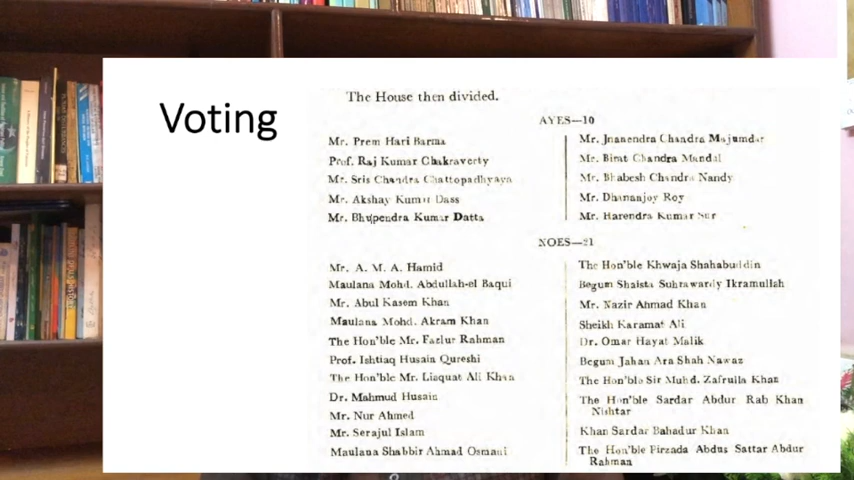 Voting
The House then divided.
AYES—10
Mr. Prem Hari Barma
Prof. Raj Kumar Chakraverty
Mr. Sris Chandra Chattopadhyaya
Mr. Akshay Kumar Dass
Mr. Bhupendra Kumar Datta
Mr. Jnanendra Chandra Majumdar
Mr. Birat Chandra Mandal
Mr. Bhabesh Chandra Nandy
Mr. Dhananjoy Roy
Mr. Harendra Kumar Sur
NOES—21
Mr. A. M. A. Hamid
Maulana Mohd. Abdullah-el Baqui
Mr. Abul Kasem Khan
Maulana Mohd. Akram Khan
The Hon'ble Mr. Fazlur Rahman
Prof. Ishtiaq Husain Qureshi
The Hon'ble Mr. Liaquat Ali Khan
Dr. Mahmud Husain
Mr. Nur Ahmed
Mr. Serajul Islam
Maulana Shabbir Ahmad Osmani
The Hon'ble Khwaja Shahabuddin
Begum Shaista Suhrawardy Ikramullah
Mr. Nazir Ahmad Khan
Sheikh Karamat Ali
Dr. Omar Hayat Malik
Begum Jahan Ara Shah Nawaz
The Hon'ble Sir Muhd. Zafrulla Khan
The Hon'ble Sardar Abdur Rab Khan
Nishtar
Khan Sardar Bahadur Khan
The Hon'ble Pirzada Abdus Sattar Abdur
Rahman